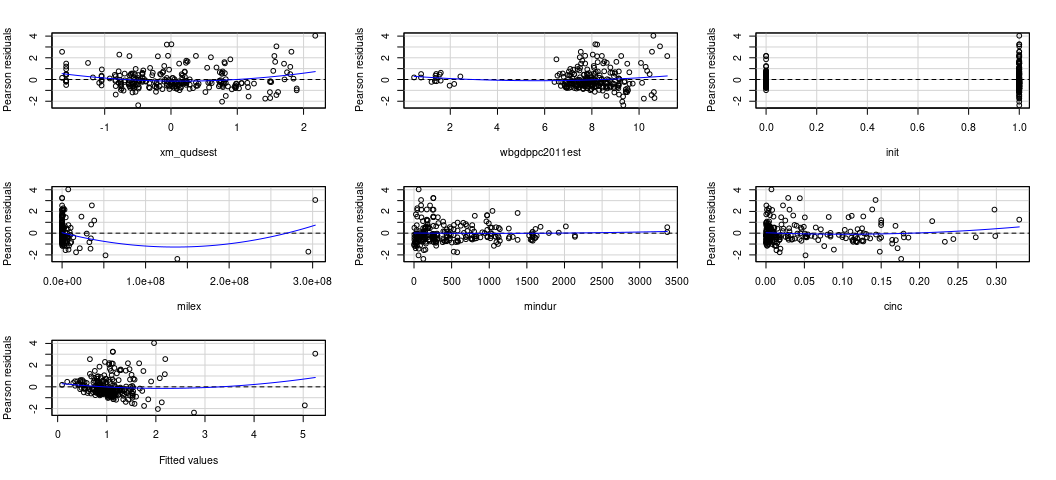 Pearson residuals
-2 0 2 4
-1 0 1 2
xm_qudsest
Pearson residuals
-2 0 2 4
2 4 6 8 10
wbgdppc2011est
Pearson residuals
-2 0 2 4
0.0 0.2 0.4 0.6 0.8 1.0
init
Pearson residuals
-2 0 2 4
0.0e+00 1.0e+08 2.0e+08 3.0e+08
milex
Pearson residuals
-2 0 2 4
0 500 1000 1500 2000 2500 3000 3500
mindur
Pearson residuals
-2 0 2 4
0.00 0.05 0.10 0.15 0.20 0.25 0.30
cinc
Pearson residuals
-2 0 2 4
0 1 2 3 4 5
Fitted values